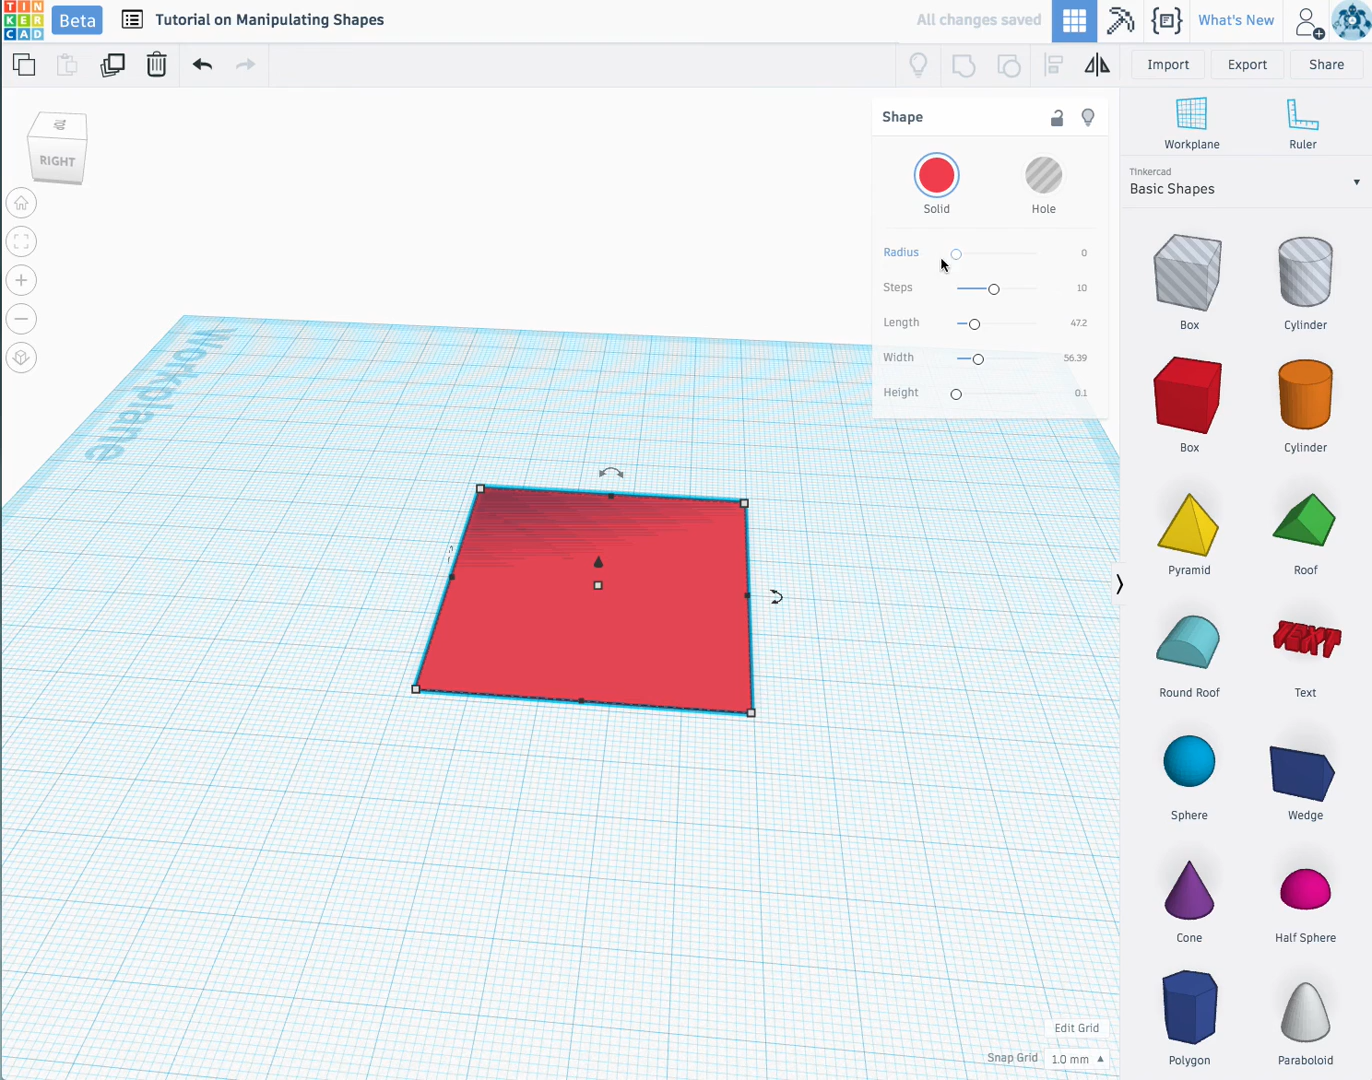 TIN
KER
CAD
Beta
Tutorial on Manipulating Shapes
All changes saved
What's New
Import
Export
Share
RIGHT
Shape
Solid
Hole
Radius 0
Steps 10
Length 47.2
Width 56.39
Height 0.1
Workplane
Ruler
Tinkercad
Basic Shapes
Box
Cylinder
Box
Cylinder
Pyramid
Roof
Round Roof
TEXT
Text
Sphere
Wedge
Cone
Half Sphere
Polygon
Paraboloid
Workplane
Edit Grid
Snap Grid 1.0 mm